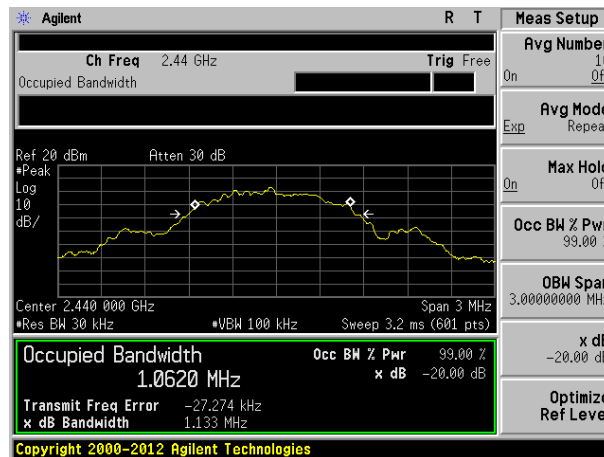 Agilent R T
Ch Freq 2.44 GHz Trig Free
Occupied Bandwidth
Ref 20 dBm Atten 30 dB
#Peak
Log
10
dB/
Center 2.440 000 GHz Span 3 MHz
#Res BW 30 kHz #VBW 100 kHz Sweep 3.2 ms (601 pts)
Occupied Bandwidth Occ BW % Pwr 99.00 %
1.0620 MHz x dB -20.00 dB
Transmit Freq Error -27.274 kHz
x dB Bandwidth 1.133 MHz
Copyright 2000-2012 Agilent Technologies
Meas Setup
Avg Number
On
Avg Mode
Exp Repea
Max Hold
On
Occ BW % Pwr
99.00
OBW Span
3.00000000 MH
x dB
-20.00 dB
Optimize
Ref Level